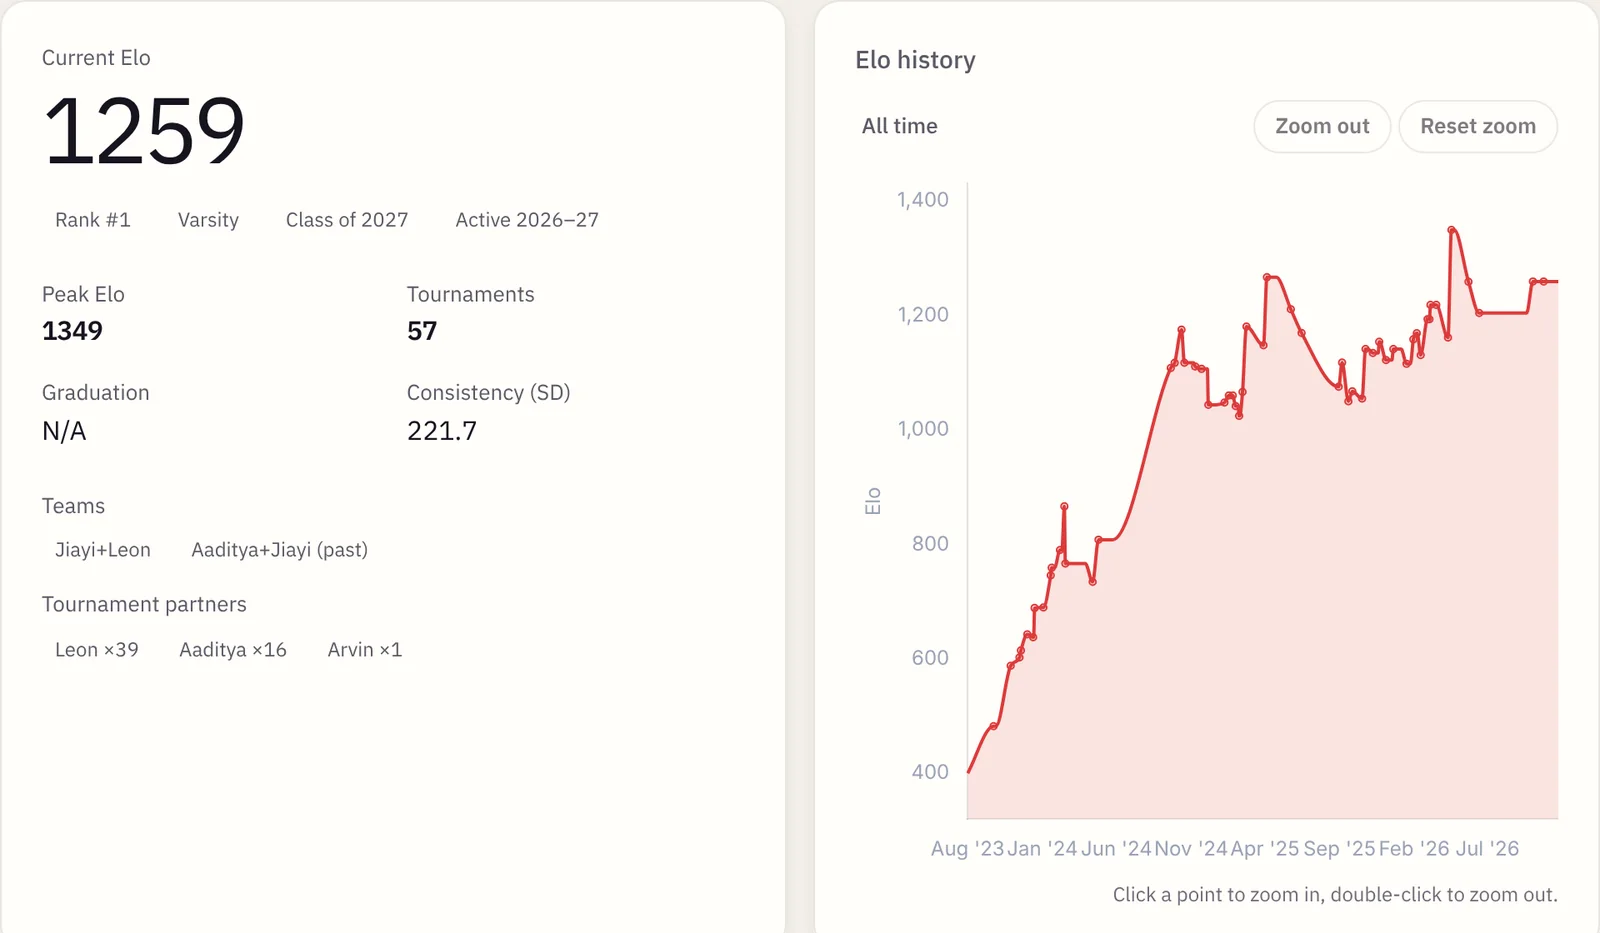 Current Elo
1259
Rank #1 Varsity Class of 2027 Active 2026–27
Peak Elo Tournaments
1349 57
Graduation Consistency (SD)
N/A 221.7
Teams
Jiayi+Leon Aaditya+Jiayi (past)
Tournament partners
Leon ×39 Aaditya ×16 Arvin ×1
Elo history
All time Zoom out Reset zoom
1,400
1,200
1,000
800
600
400
Elo
Aug '23 Jan '24 Jun '24 Nov '24 Apr '25 Sep '25 Feb '26 Jul '26
Click a point to zoom in, double-click to zoom out.